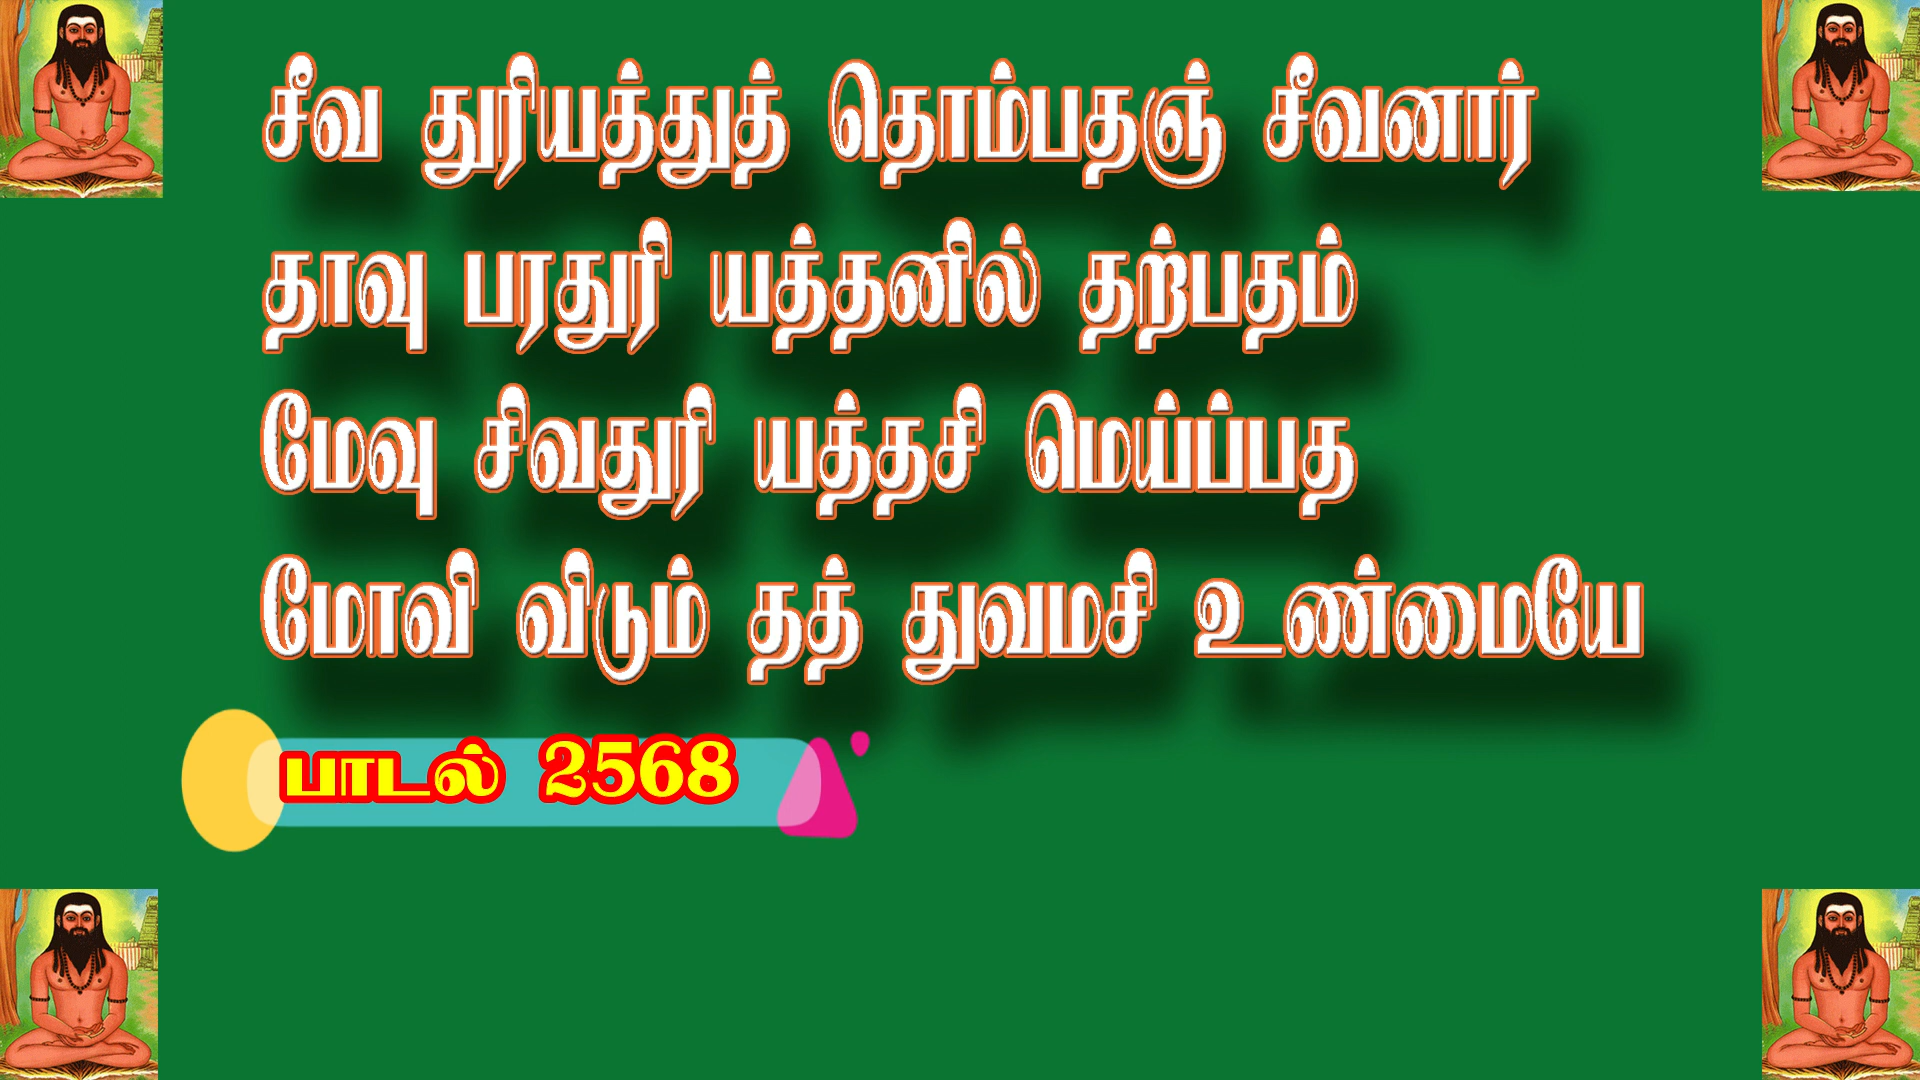 சீவ துரியத்துத் தொம்பதஞ் சீவனார்
தாவு பரதுரி யத்தனில் தற்பதம்
மேவு சிவதுரி யத்தசி மெய்ப்பத
மோவி விடும் தத் துவமசி உண்மையே
பாடல் 2568